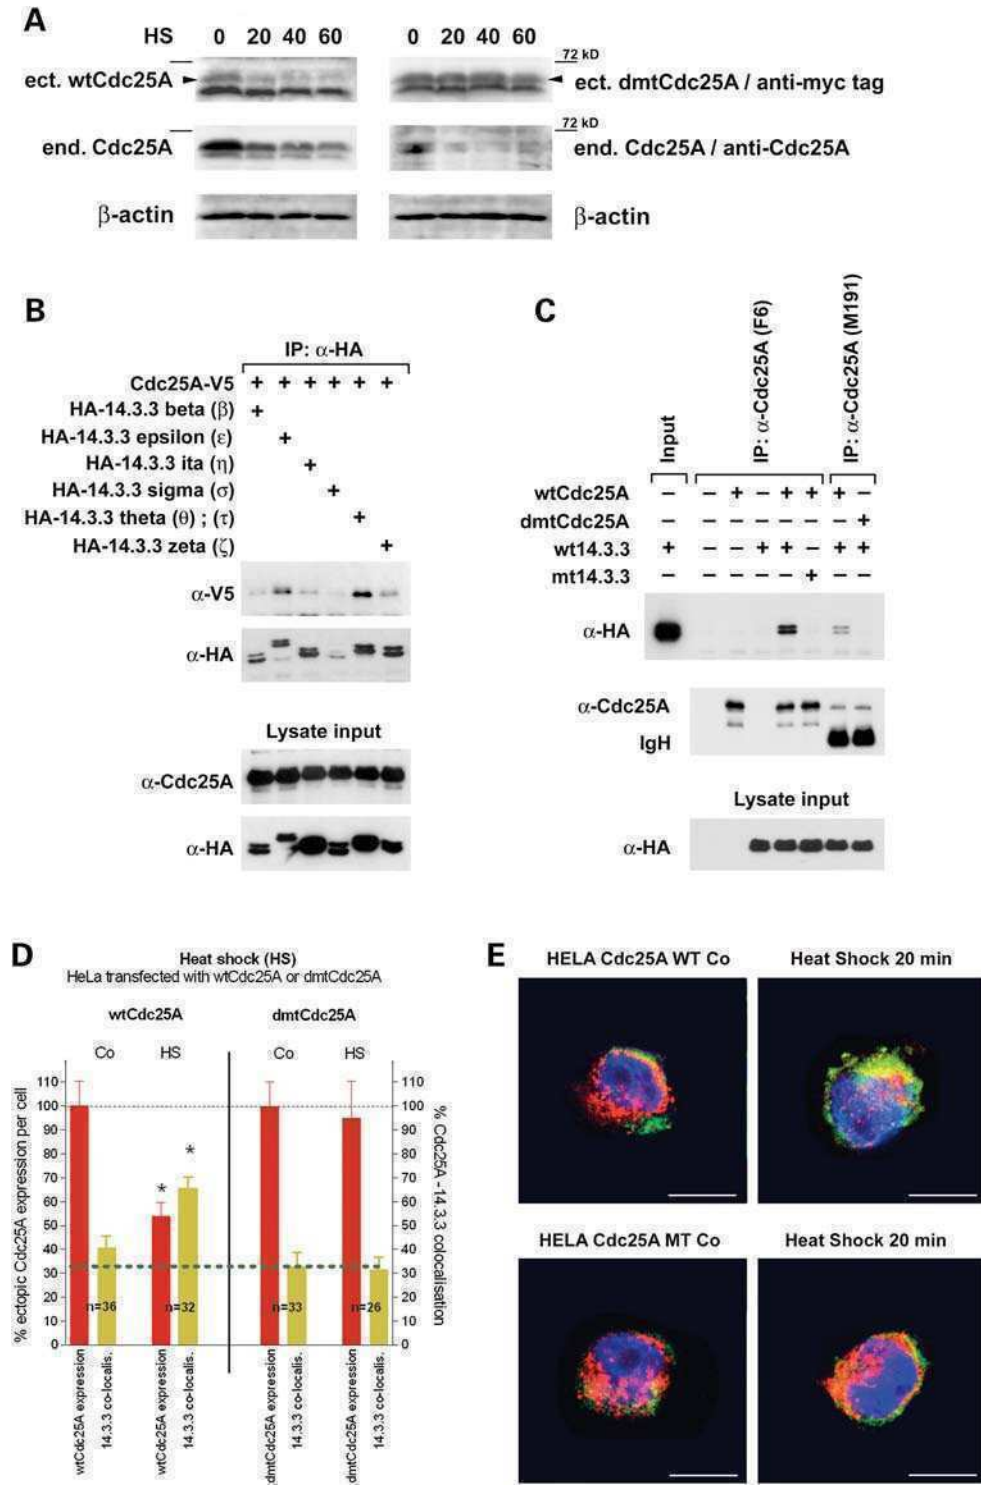 A
HS 0 20 40 60 0 20 40 60
72 kD
ect. wtCdc25A ect. dmtCdc25A / anti-myc tag
72 kD
end. Cdc25A end. Cdc25A / anti-Cdc25A
β-actin β-actin
B
IP: α-HA
Cdc25A-V5 + + + + + +
HA-14.3.3 beta (β) +
HA-14.3.3 epsilon (ε) +
HA-14.3.3 ita (η) +
HA-14.3.3 sigma (σ) +
HA-14.3.3 theta (θ) ; (τ) +
HA-14.3.3 zeta (ζ) +
α-V5
α-HA
Lysate input
α-Cdc25A
α-HA
C
Input
IP: α-Cdc25A (F6)
IP: α-Cdc25A (M191)
wtCdc25A – – + – + + + –
dmtCdc25A – – – – – – – +
wt14.3.3 + – – + + – + +
mt14.3.3 – – – – – + – –
α-HA
α-Cdc25A
IgH
Lysate input
α-HA
D
Heat shock (HS)
HeLa transfected with wtCdc25A or dmtCdc25A
wtCdc25A dmtCdc25A
Co HS Co HS
% ectopic Cdc25A expression per cell
110 110
100 100
90 90
80 80
70 70
60 60
50 50
40 40
30 30
20 20
10 10
0 0
% Cdc25A -14.3.3 colocalisation
* *
n=36 n=32 n=33 n=26
wtCdc25A expression
14.3.3 co-localis.
wtCdc25A expression
14.3.3 co-localis.
dmtCdc25A expression
14.3.3 co-localis.
dmtCdc25A expression
14.3.3 co-localis.
E
HELA Cdc25A WT Co Heat Shock 20 min
HELA Cdc25A MT Co Heat Shock 20 min